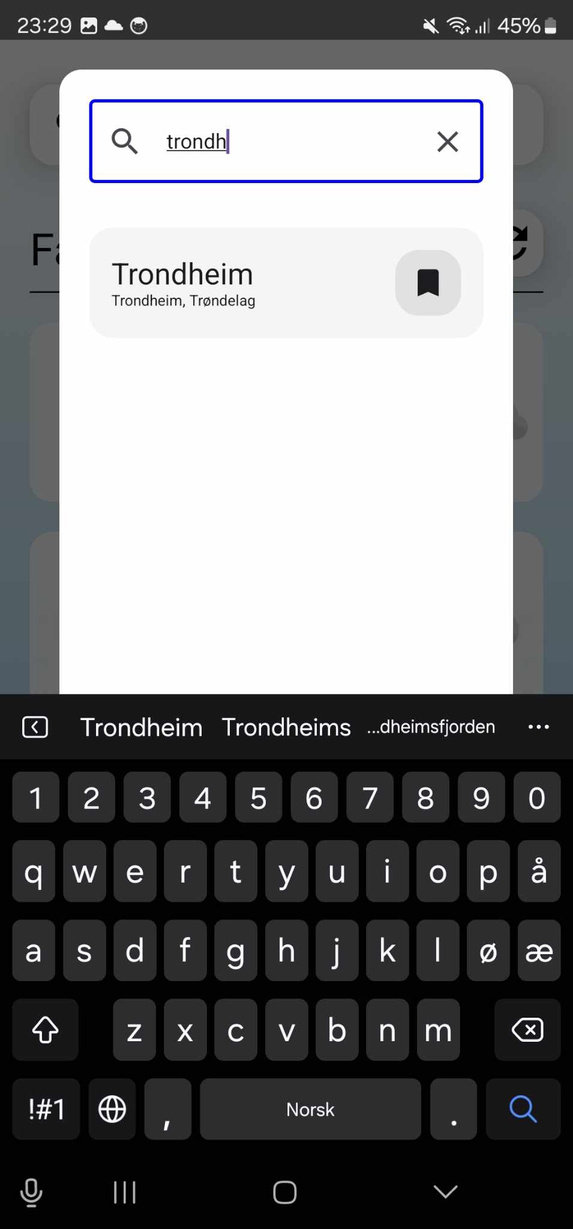 23:29
45%
trondh
Fa
Trondheim
Trondheim, Trøndelag
Trondheim Trondheims ...dheimsfjorden
1 2 3 4 5 6 7 8 9 0
q w e r t y u i o p å
a s d f g h j k l ø æ
z x c v b n m
!#1 , Norsk .